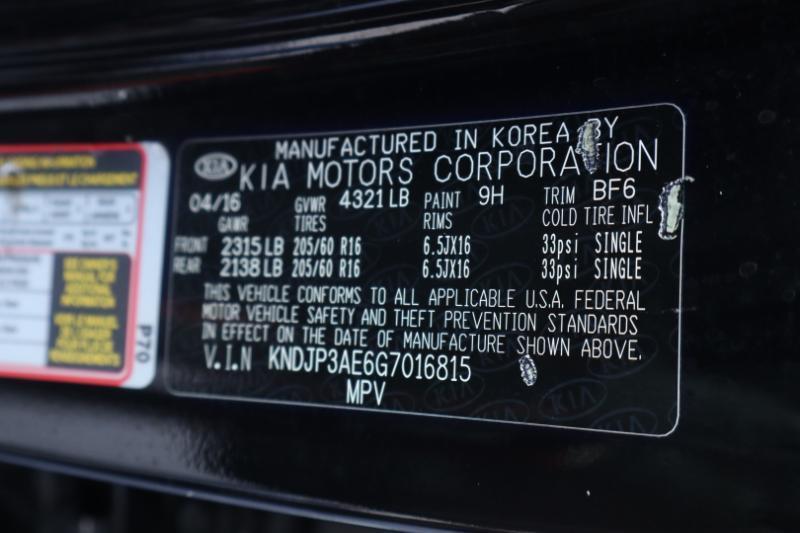 MANUFACTURED IN KOREA BY
KIA KIA MOTORS CORPORATION
04/16 GVWR 4321 LB PAINT 9H TRIM BF6
GAWR TIRES RIMS COLD TIRE INFL
FRONT 2315 LB 205/60 R16 6.5JX16 33psi SINGLE
REAR 2138 LB 205/60 R16 6.5JX16 33psi SINGLE
THIS VEHICLE CONFORMS TO ALL APPLICABLE U.S.A. FEDERAL
MOTOR VEHICLE SAFETY AND THEFT PREVENTION STANDARDS
IN EFFECT ON THE DATE OF MANUFACTURE SHOWN ABOVE.
V.I.N KNDJP3AE6G7016815
MPV
P70